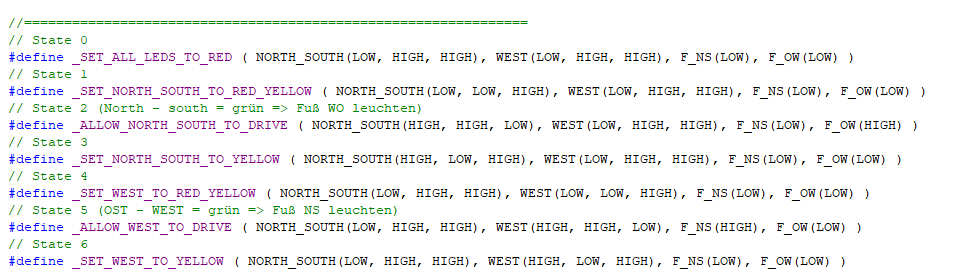 //===============================================================
// State 0
#define _SET_ALL_LEDS_TO_RED ( NORTH_SOUTH(LOW, HIGH, HIGH), WEST(LOW, HIGH, HIGH), F_NS(LOW), F_OW(LOW) )
// State 1
#define _SET_NORTH_SOUTH_TO_RED_YELLOW ( NORTH_SOUTH(LOW, LOW, HIGH), WEST(LOW, HIGH, HIGH), F_NS(LOW), F_OW(LOW) )
// State 2 (North - south = grün => Fuß WO leuchten)
#define _ALLOW_NORTH_SOUTH_TO_DRIVE ( NORTH_SOUTH(HIGH, HIGH, LOW), WEST(LOW, HIGH, HIGH), F_NS(LOW), F_OW(HIGH) )
// State 3
#define _SET_NORTH_SOUTH_TO_YELLOW ( NORTH_SOUTH(HIGH, LOW, HIGH), WEST(LOW, HIGH, HIGH), F_NS(LOW), F_OW(LOW) )
// State 4
#define _SET_WEST_TO_RED_YELLOW ( NORTH_SOUTH(LOW, HIGH, HIGH), WEST(LOW, LOW, HIGH), F_NS(LOW), F_OW(LOW) )
// State 5 (OST - WEST = grün => Fuß NS leuchten)
#define _ALLOW_WEST_TO_DRIVE ( NORTH_SOUTH(LOW, HIGH, HIGH), WEST(HIGH, HIGH, LOW), F_NS(HIGH), F_OW(LOW) )
// State 6
#define _SET_WEST_TO_YELLOW ( NORTH_SOUTH(LOW, HIGH, HIGH), WEST(HIGH, LOW, HIGH), F_NS(LOW), F_OW(LOW) )